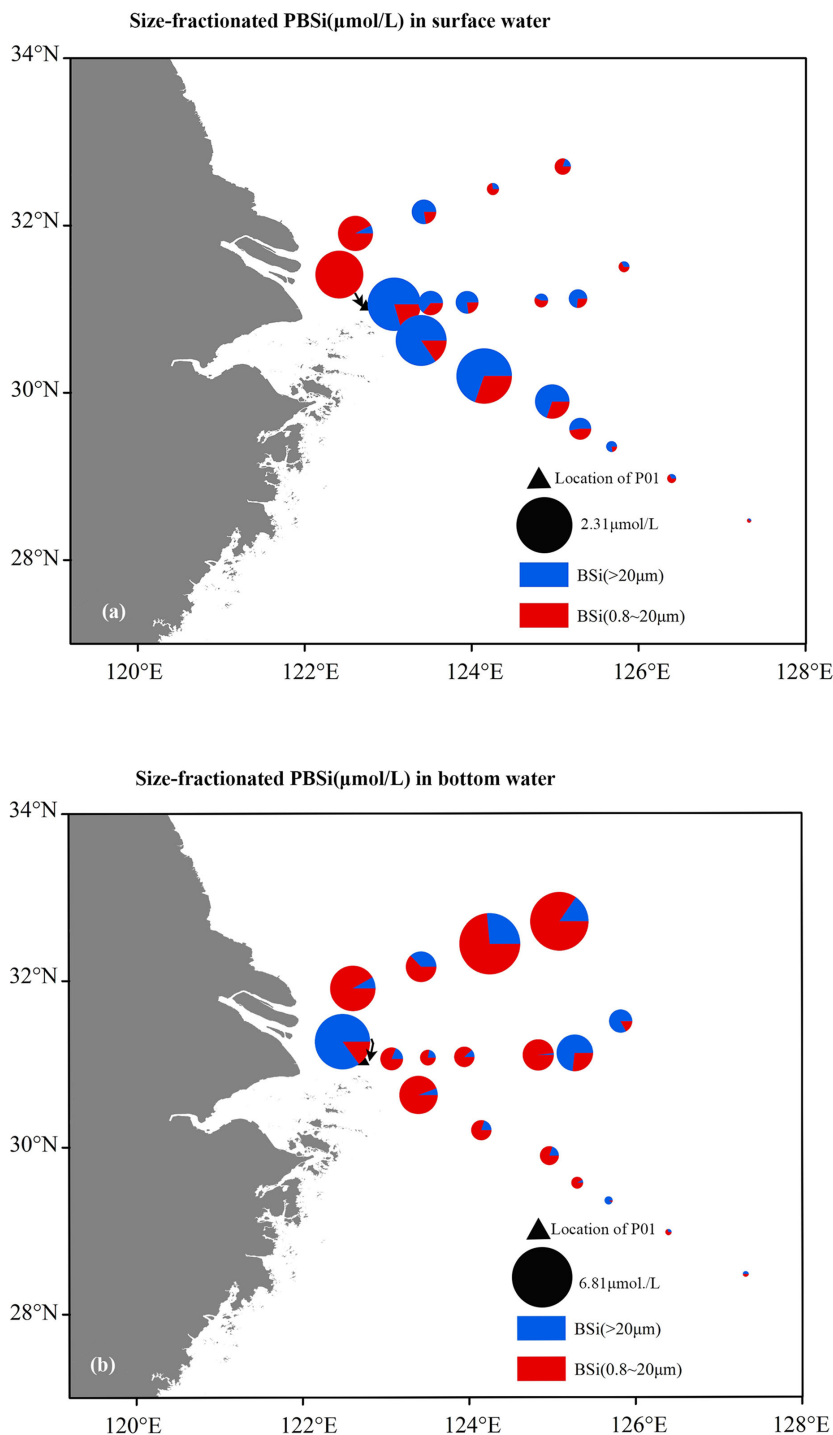 Size-fractionated PBSi(μmol/L) in surface water
34°N
32°N
30°N
28°N
Location of P01
2.31μmol/L
BSi(>20μm)
BSi(0.8~20μm)
(a)
120°E 122°E 124°E 126°E 128°E
Size-fractionated PBSi(μmol/L) in bottom water
34°N
32°N
30°N
28°N
Location of P01
6.81μmol./L
BSi(>20μm)
BSi(0.8~20μm)
(b)
120°E 122°E 124°E 126°E 128°E